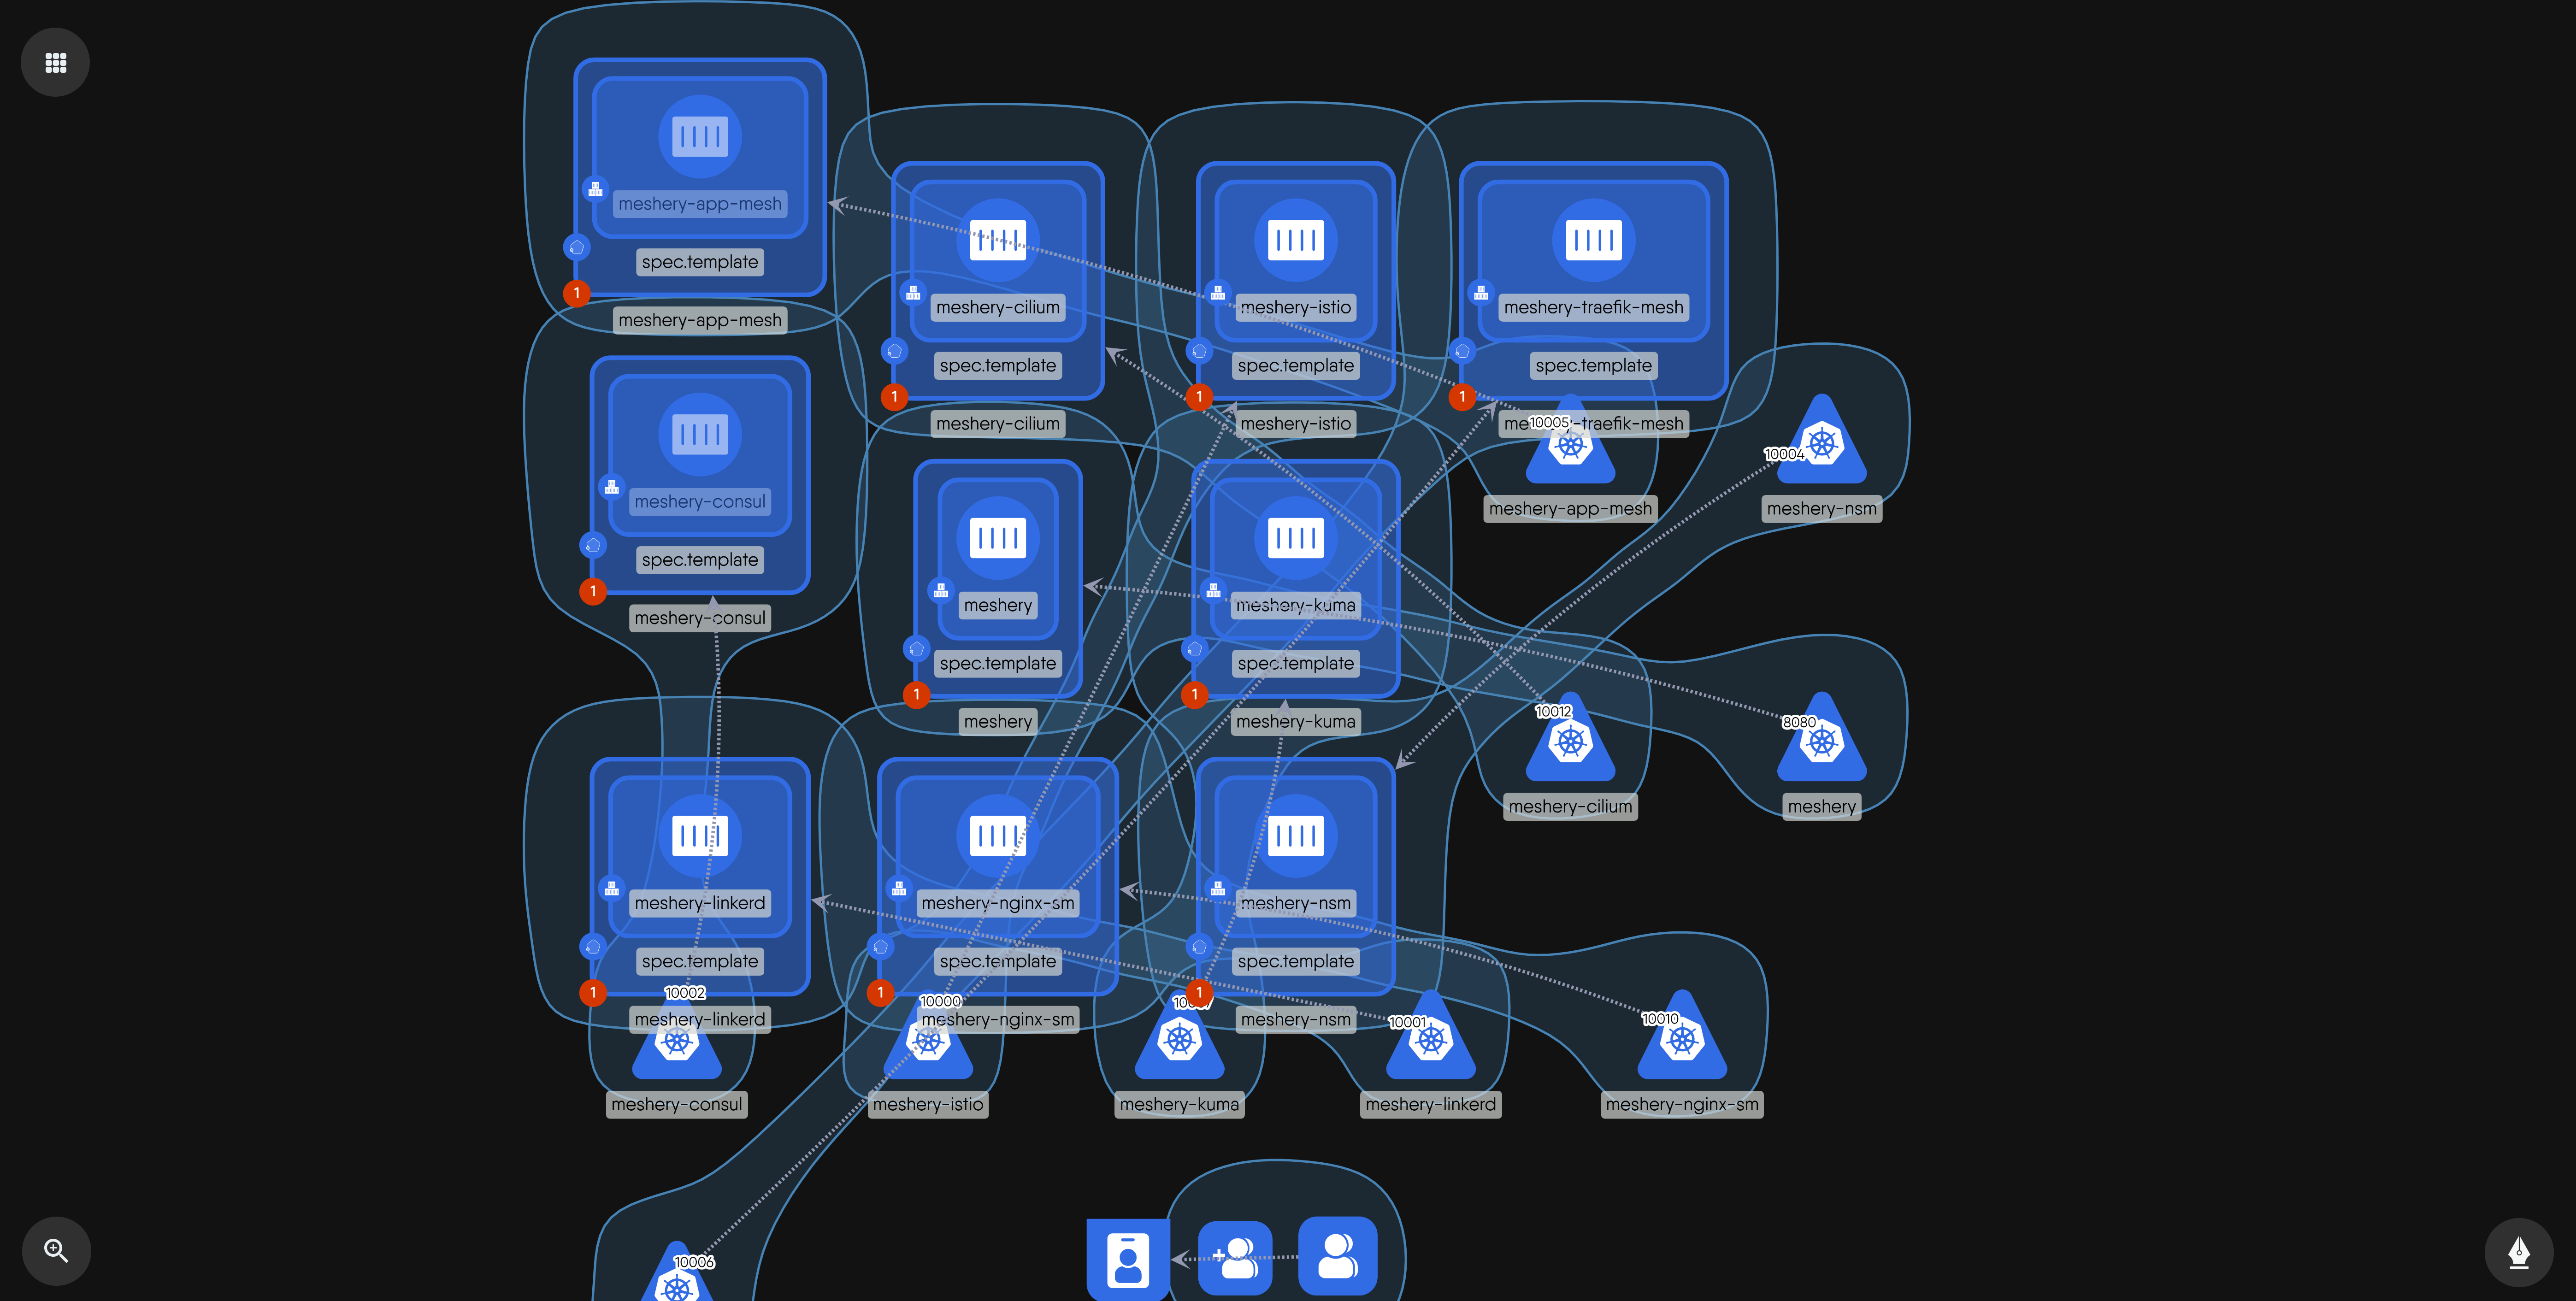 meshery-app-mesh
spec.template
1
meshery-app-mesh
meshery-cilium
spec.template
1
meshery-cilium
meshery-istio
spec.template
1
meshery-istio
meshery-traefik-mesh
spec.template
1
-traefik-mesh
10005
meshery-app-mesh
10004
meshery-nsm
meshery-consul
spec.template
1
meshery-consul
meshery
spec.template
1
meshery
meshery-kuma
spec.template
1
meshery-kuma
10012
meshery-cilium
8080
meshery
meshery-linkerd
spec.template
1
meshery-linkerd
meshery-nginx-sm
spec.template
1
meshery-nginx-sm
meshery-nsm
spec.template
1
meshery-nsm
10002
meshery-consul
10000
meshery-istio
meshery-kuma
10001
meshery-linkerd
10010
meshery-nginx-sm
10006